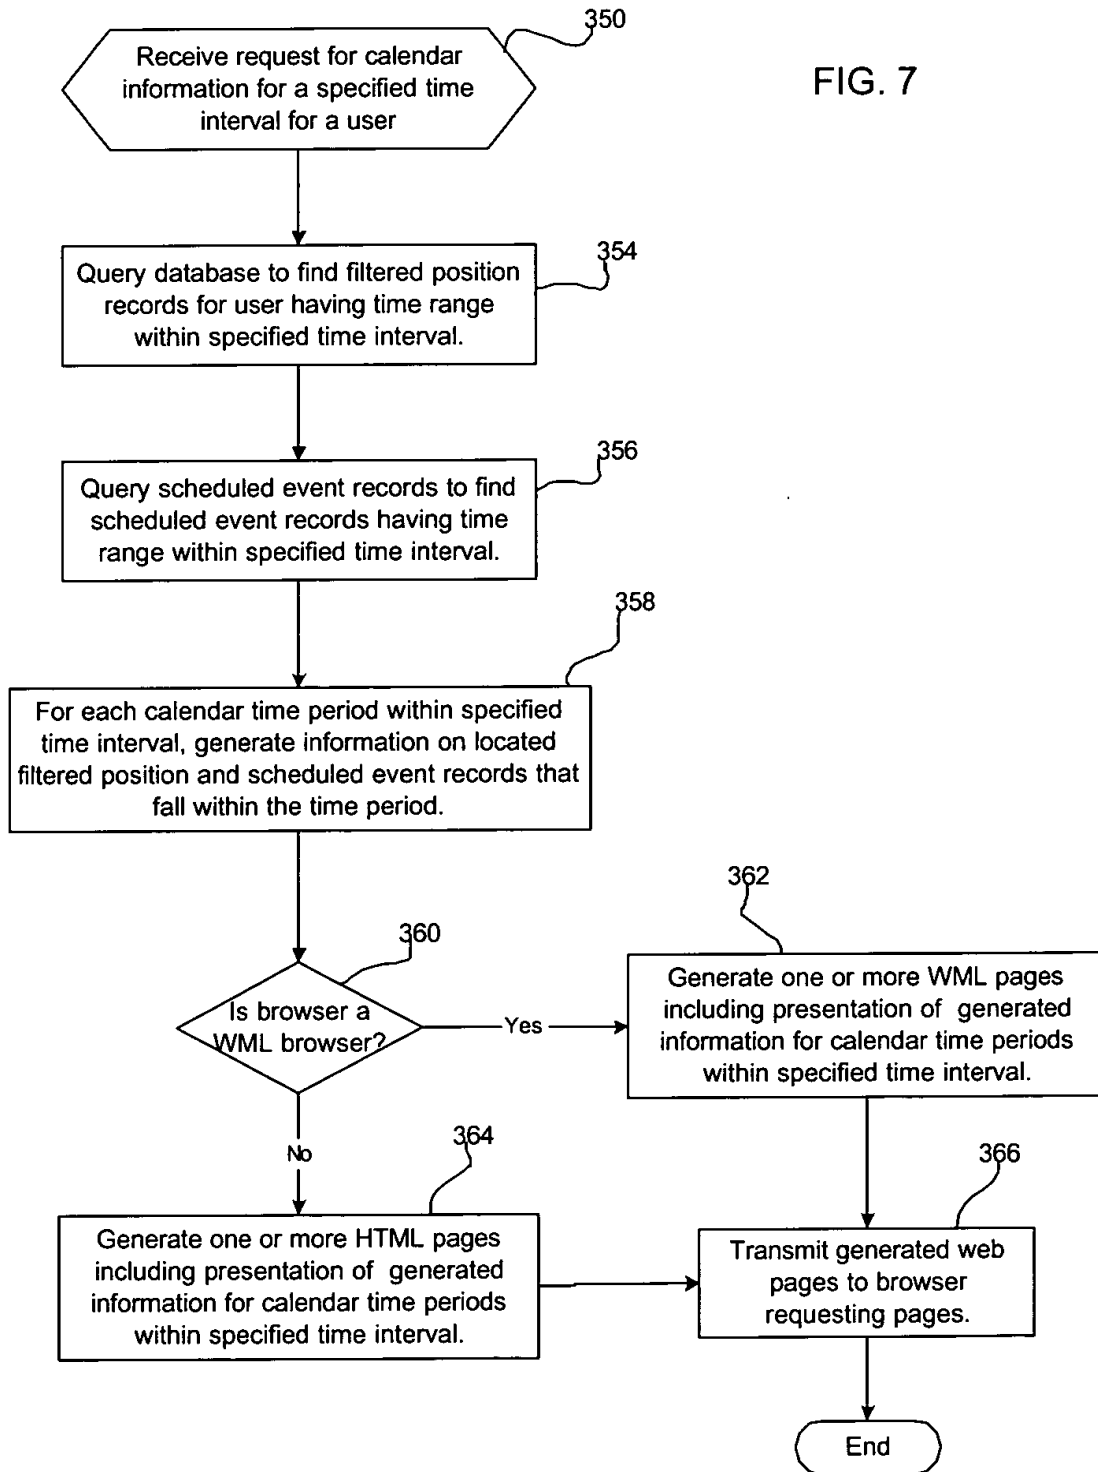 350
Receive request for calendar
information for a specified time
interval for a user
FIG. 7
354
Query database to find filtered position
records for user having time range
within specified time interval.
356
Query scheduled event records to find
scheduled event records having time
range within specified time interval.
358
For each calendar time period within specified
time interval, generate information on located
filtered position and scheduled event records that
fall within the time period.
360
Is browser a
WML browser?
Yes
362
Generate one or more WML pages
including presentation of generated
information for calendar time periods
within specified time interval.
No
364
Generate one or more HTML pages
including presentation of generated
information for calendar time periods
within specified time interval.
366
Transmit generated web
pages to browser
requesting pages.
End